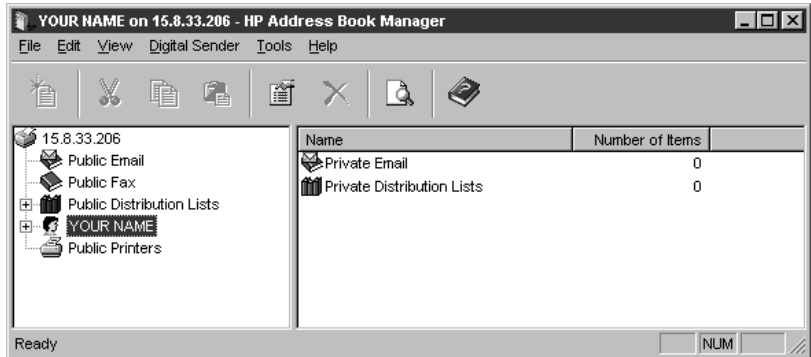 YOUR NAME on 15.8.33.206 - HP Address Book Manager
File Edit View Digital Sender Tools Help
15.8.33.206
Public Email
Public Fax
Public Distribution Lists
YOUR NAME
Public Printers
Name Number of Items
Private Email 0
Private Distribution Lists 0
Ready NUM